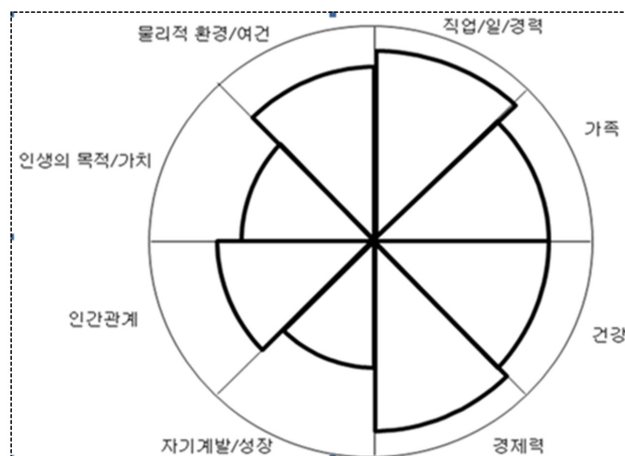 물리적 환경/여건
직업/일/경력
가족
인생의 목적/가치
인간관계
건강
자기계발/성장
경제력